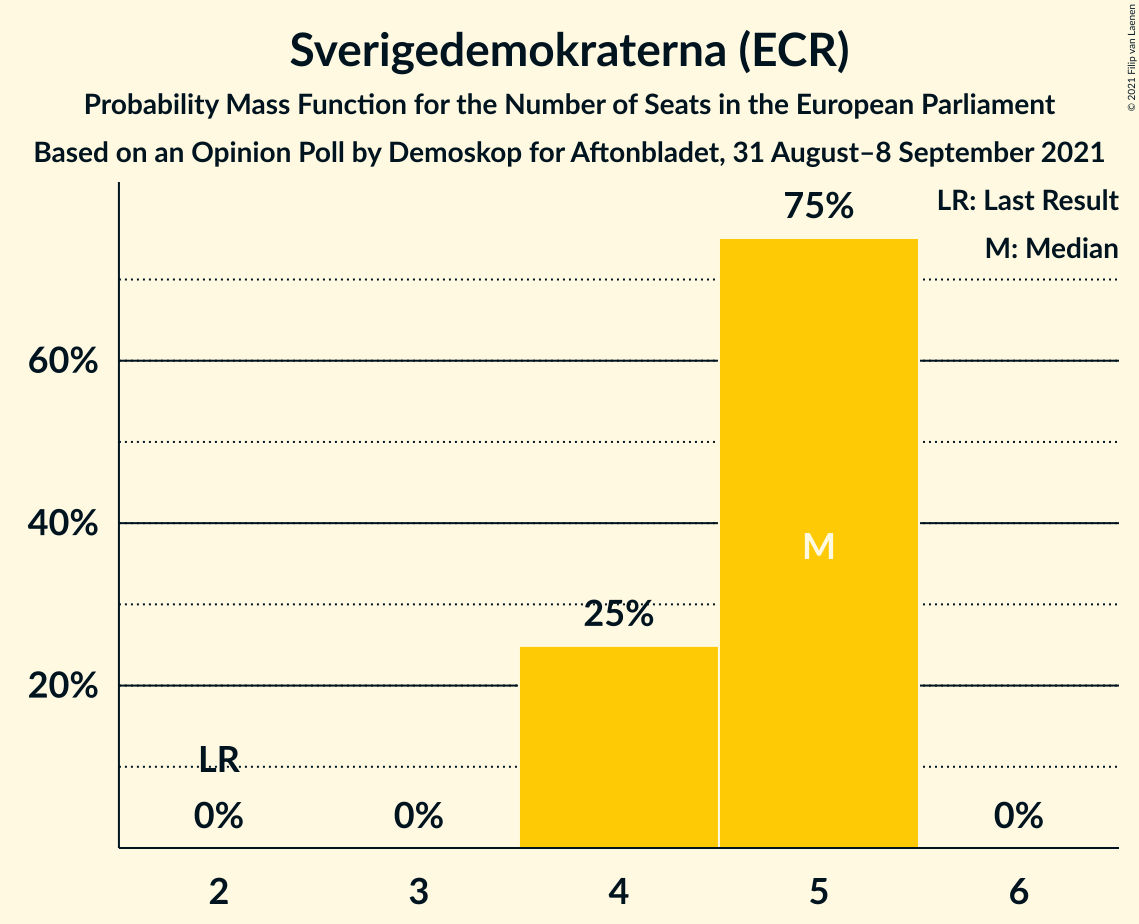 Sverigedemokraterna (ECR)
Probability Mass Function for the Number of Seats in the European Parliament
Based on an Opinion Poll by Demoskop for Aftonbladet, 31 August–8 September 2021
© 2021 Filip van Laenen
LR: Last Result
M: Median
75%
60%
40%
M
25%
20%
LR
0%
0%
0%
2
3
4
5
6